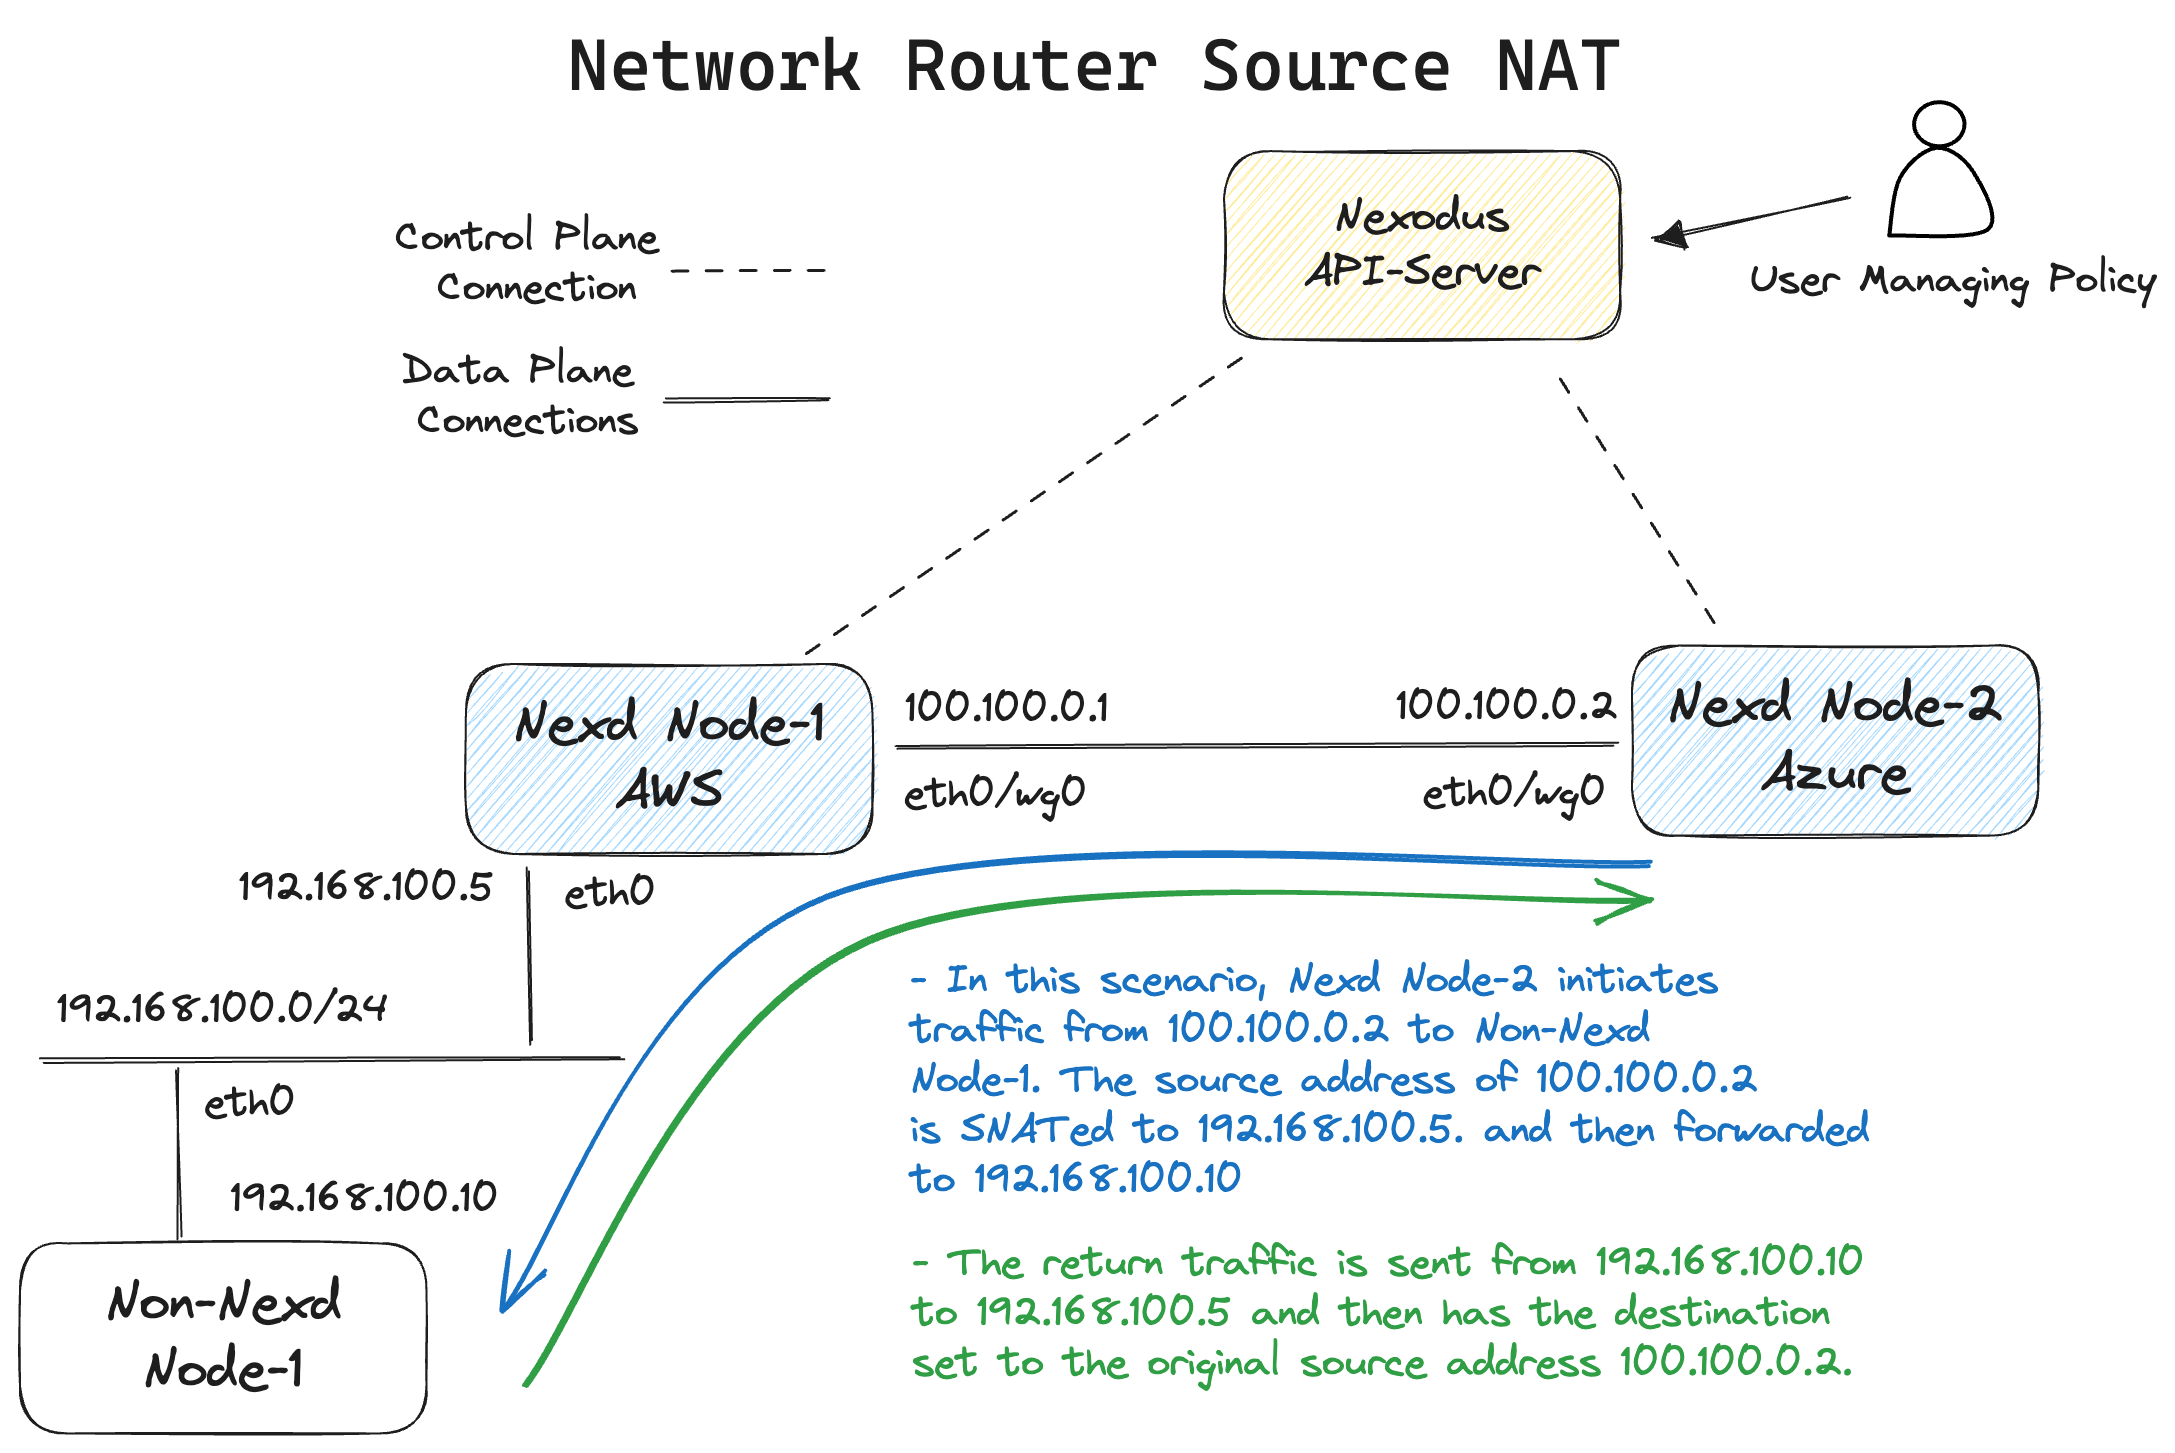 Network Router Source NAT
Control Plane
Connection
Data Plane
Connections
Nexodus
API-Server
User Managing Policy
Nexd Node-1
AWS
100.100.0.1
100.100.0.2
eth0/wg0
eth0/wg0
Nexd Node-2
Azure
192.168.100.5
eth0
192.168.100.0/24
eth0
192.168.100.10
Non-Nexd
Node-1
- In this scenario, Nexd Node-2 initiates
traffic from 100.100.0.2 to Non-Nexd
Node-1. The source address of 100.100.0.2
is SNATed to 192.168.100.5. and then forwarded
to 192.168.100.10
- The return traffic is sent from 192.168.100.10
to 192.168.100.5 and then has the destination
set to the original source address 100.100.0.2.